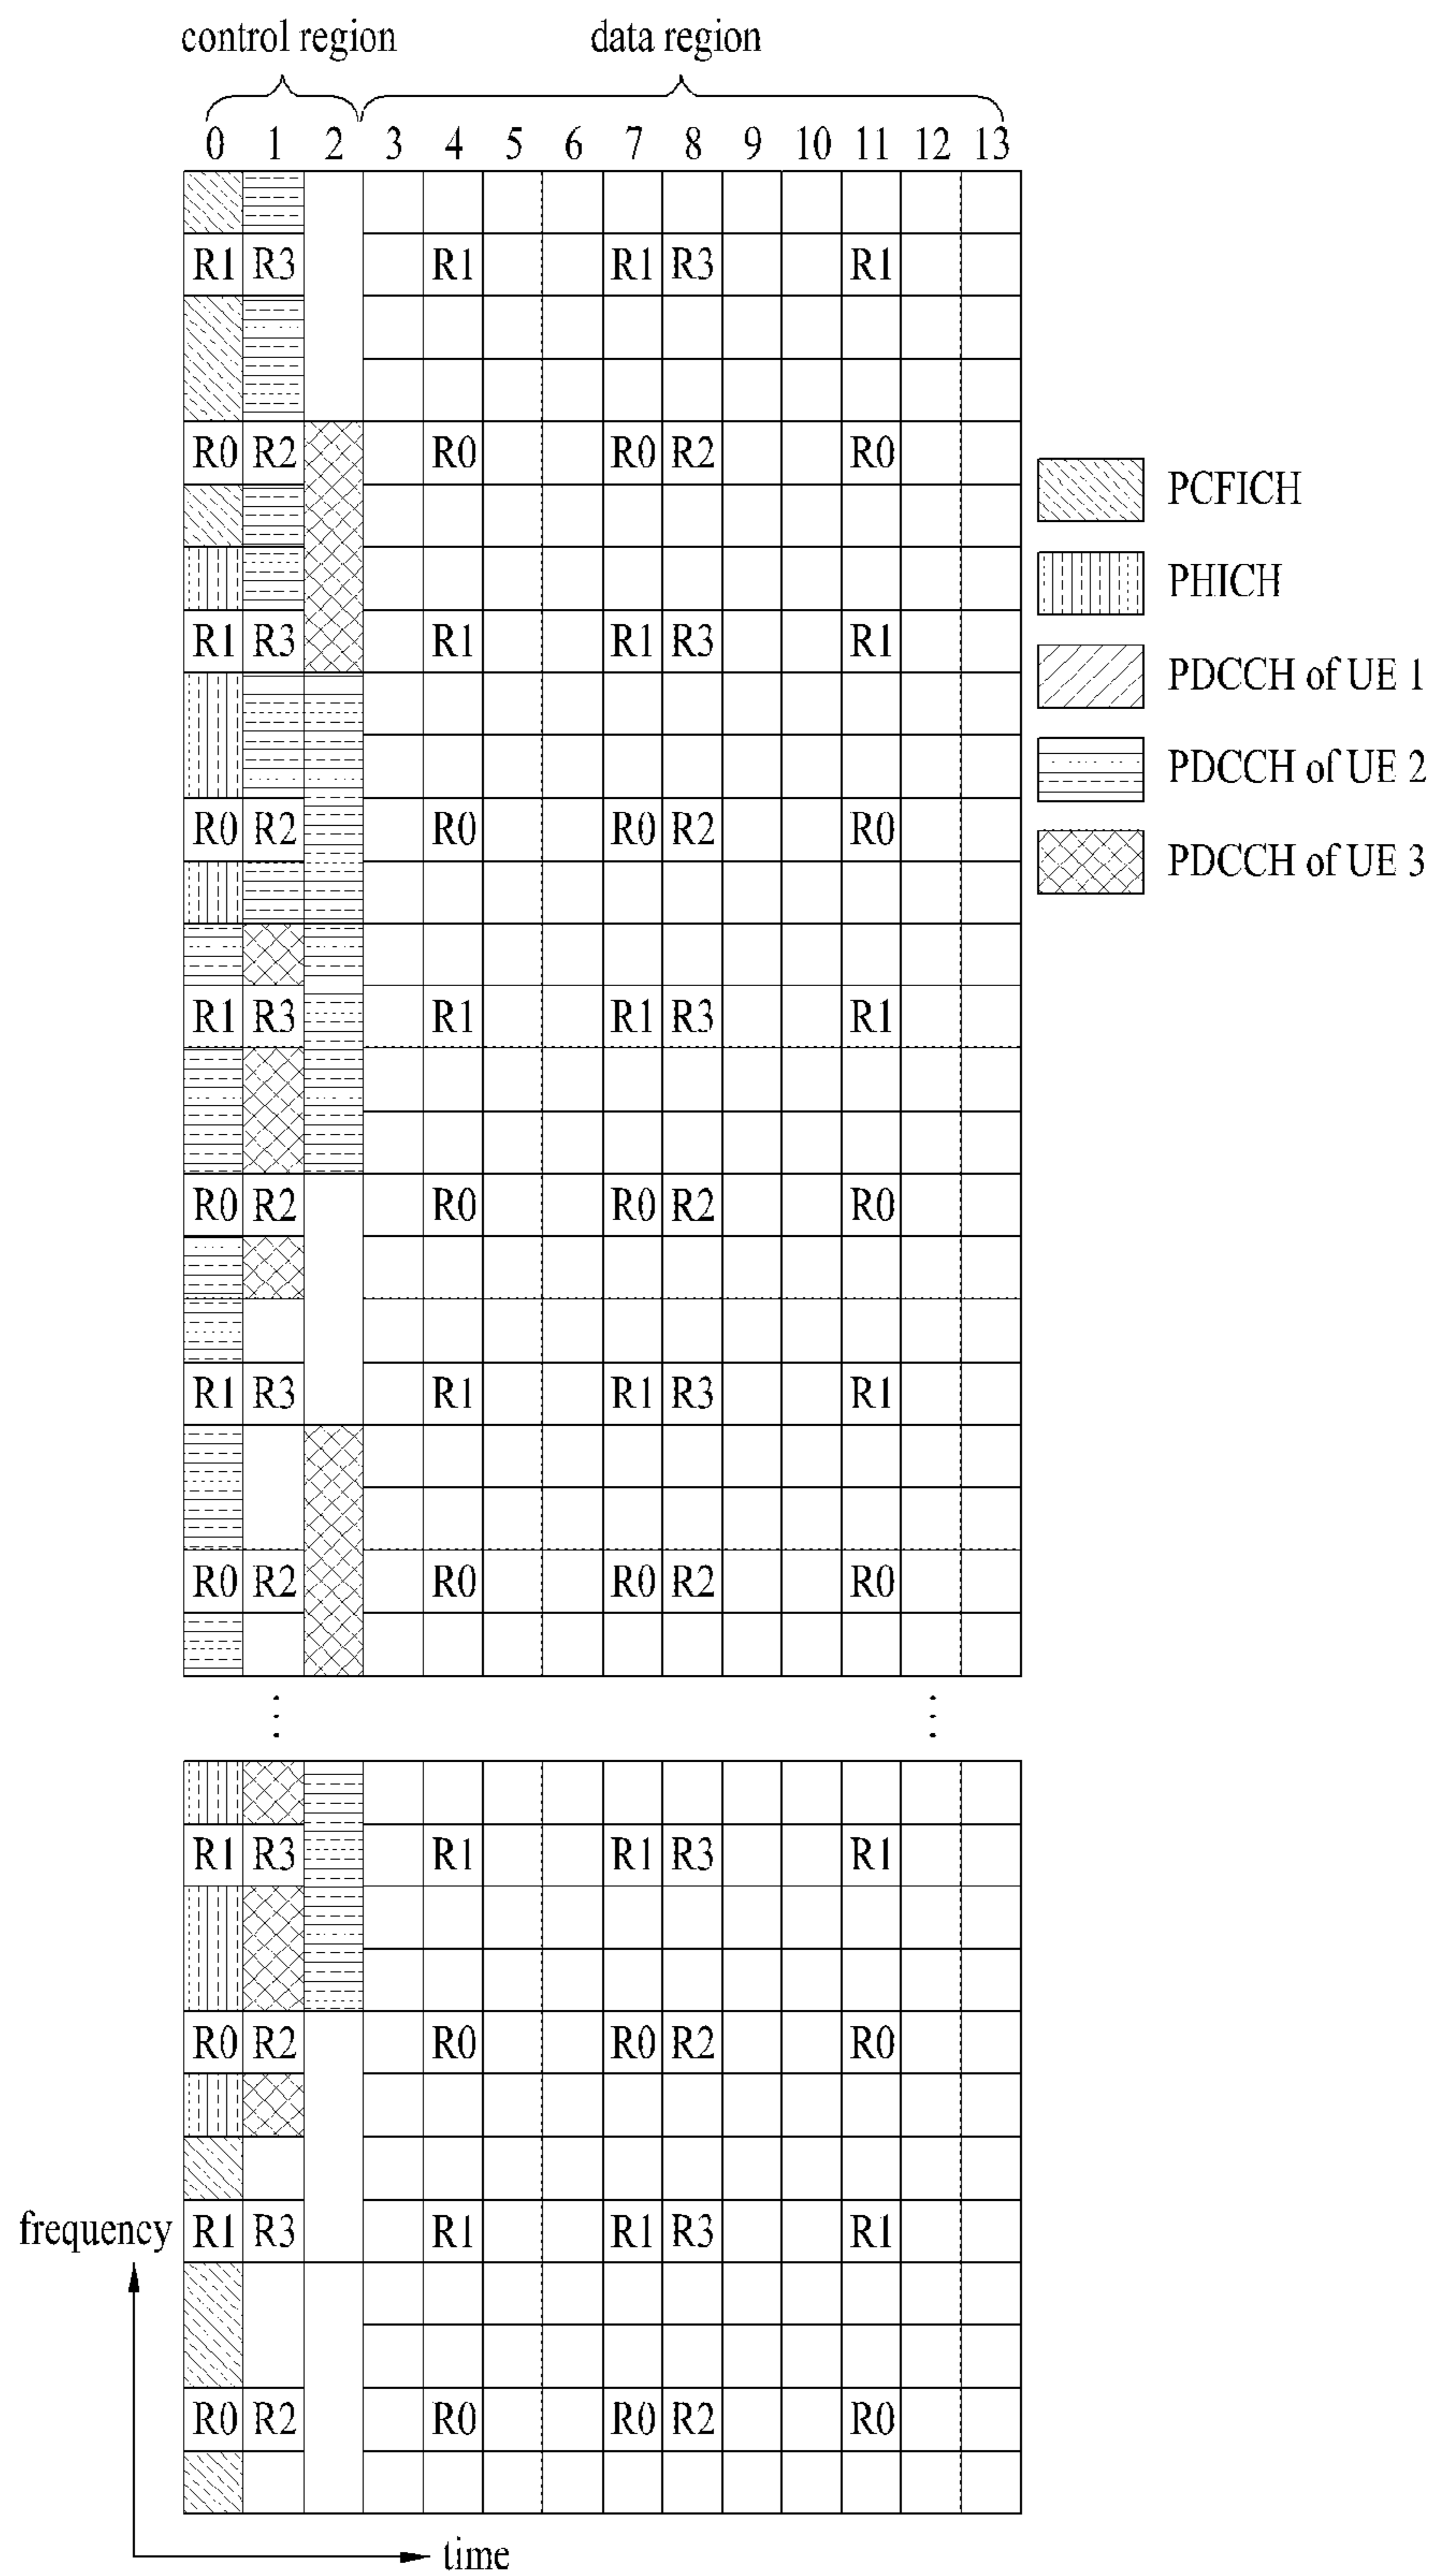 control region data region
0 1 2 3 4 5 6 7 8 9 10 11 12 13
R1 R3 R1 R1 R3 R1
R0 R2 R0 R0 R2 R0
PCFICH
PHICH
R1 R3 R1 R1 R3 R1
PDCCH of UE 1
PDCCH of UE 2
R0 R2 R0 R0 R2 R0
PDCCH of UE 3
R1 R3 R1 R1 R3 R1
R0 R2 R0 R0 R2 R0
R1 R3 R1 R1 R3 R1
R0 R2 R0 R0 R2 R0
R1 R3 R1 R1 R3 R1
R0 R2 R0 R0 R2 R0
frequency R1 R3 R1 R1 R3 R1
R0 R2 R0 R0 R2 R0
time